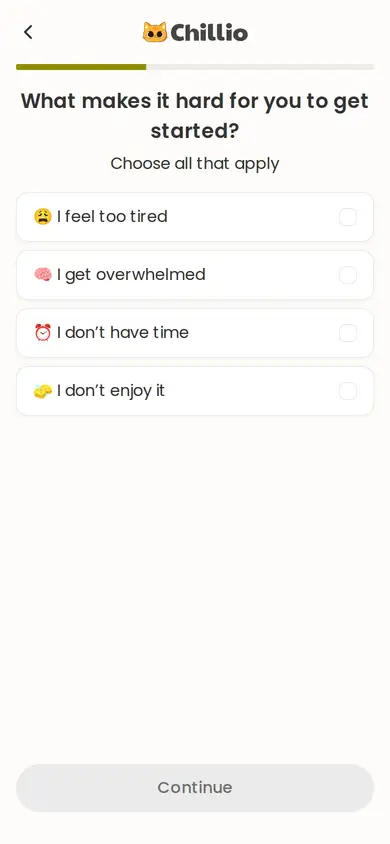 Chillio
What makes it hard for you to get
started?
Choose all that apply
😩 I feel too tired
🧠 I get overwhelmed
⏰ I don’t have time
🧽 I don’t enjoy it
Continue